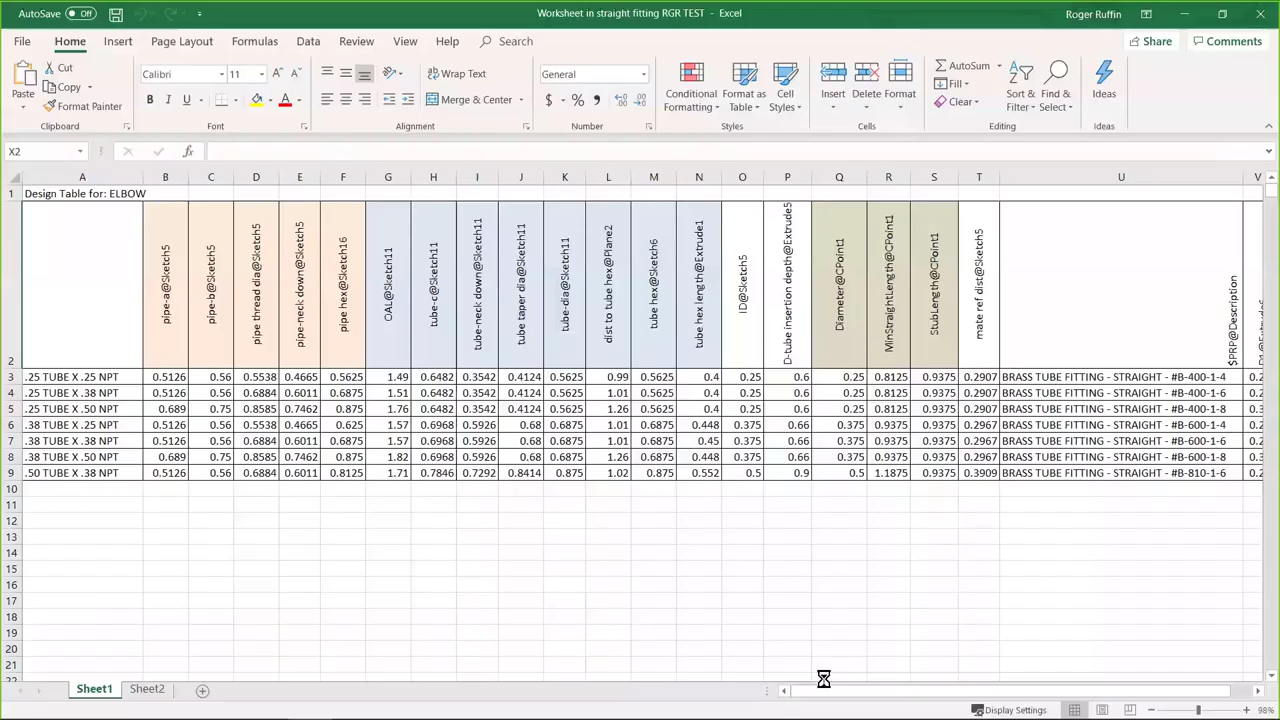 AutoSave Off
Worksheet in straight fitting RGR TEST - Excel
Roger Ruffin
File Home Insert Page Layout Formulas Data Review View Help Search
Share Comments
Paste
Cut
Copy
Format Painter
Clipboard
Calibri 11
A A
B I U
A
Font
Wrap Text
Merge & Center
Alignment
General
$ % ,
Number
Conditional Formatting
Format as Table
Cell Styles
Styles
Insert Delete Format
Cells
AutoSum
Fill
Clear
Sort & Filter
Find & Select
Editing
Ideas
Ideas
X2
fx
A B C D E F G H I J K L M N O P Q R S T U V
1 Design Table for: ELBOW
2
pipe-a@Sketch5
pipe-b@Sketch5
pipe thread dia@Sketch5
pipe-neck down@Sketch5
pipe hex@Sketch16
OAL@Sketch11
tube-c@Sketch11
tube-neck down@Sketch11
tube taper dia@Sketch11
tube-dia@Sketch11
dist to tube hex@Plane2
tube hex@Sketch6
tube hex length@Extrude1
ID@Sketch5
D-tube insertion depth@Extrude5
Diameter@CPoint1
MinStraightLength@CPoint1
StubLength@CPoint1
mate ref dist@Sketch5
$PRP@Description
3 .25 TUBE X .25 NPT 0.5126 0.56 0.5538 0.4665 0.5625 1.49 0.6482 0.3542 0.4124 0.5625 0.99 0.5625 0.4 0.25 0.6 0.25 0.8125 0.9375 0.2907 BRASS TUBE FITTING - STRAIGHT - #B-400-1-4 0.2
4 .25 TUBE X .38 NPT 0.5126 0.56 0.6884 0.6011 0.6875 1.51 0.6482 0.3542 0.4124 0.5625 1.01 0.5625 0.4 0.25 0.6 0.25 0.8125 0.9375 0.2907 BRASS TUBE FITTING - STRAIGHT - #B-400-1-6 0.2
5 .25 TUBE X .50 NPT 0.689 0.75 0.8585 0.7462 0.875 1.76 0.6482 0.3542 0.4124 0.5625 1.26 0.5625 0.4 0.25 0.6 0.25 0.8125 0.9375 0.2907 BRASS TUBE FITTING - STRAIGHT - #B-400-1-8 0.3
6 .38 TUBE X .25 NPT 0.5126 0.56 0.5538 0.4665 0.625 1.57 0.6968 0.5926 0.68 0.6875 1.01 0.6875 0.448 0.375 0.66 0.375 0.9375 0.9375 0.2967 BRASS TUBE FITTING - STRAIGHT - #B-600-1-4 0.2
7 .38 TUBE X .38 NPT 0.5126 0.56 0.6884 0.6011 0.6875 1.57 0.6968 0.5926 0.68 0.6875 1.01 0.6875 0.45 0.375 0.66 0.375 0.9375 0.9375 0.2967 BRASS TUBE FITTING - STRAIGHT - #B-600-1-6 0.2
8 .38 TUBE X .50 NPT 0.689 0.75 0.8585 0.7462 0.875 1.82 0.6968 0.5926 0.68 0.6875 1.26 0.6875 0.448 0.375 0.66 0.375 0.9375 0.9375 0.2967 BRASS TUBE FITTING - STRAIGHT - #B-600-1-8 0.3
9 .50 TUBE X .38 NPT 0.5126 0.56 0.6884 0.6011 0.8125 1.71 0.7846 0.7292 0.8414 0.875 1.02 0.875 0.552 0.5 0.9 0.5 1.1875 0.9375 0.3909 BRASS TUBE FITTING - STRAIGHT - #B-810-1-6 0.2
10
11
12
13
14
15
16
17
18
19
20
21
Sheet1 Sheet2
Display Settings 98%